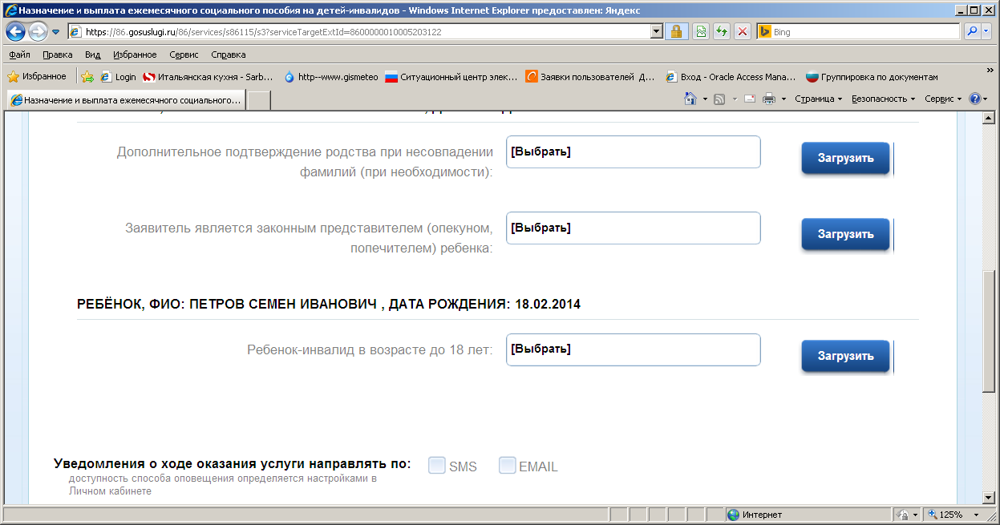 Назначение и выплата ежемесячного социального пособия на детей-инвалидов - Windows Internet Explorer предоставлен: Яндекс
https://86.gosuslugi.ru/86/services/s86115/s3?serviceTargetExtId=8600000010005203122
Bing
Файл Правка Вид Избранное Сервис Справка
Избранное Login Итальянская кухня - Sarb... http--www.gismeteo Ситуационный центр элек... Заявки пользователей Д... Вход - Oracle Access Mana... Группировка по документам »
Назначение и выплата ежемесячного социального... Страница Безопасность Сервис
Дополнительное подтверждение родства при несовпадении [Выбрать] Загрузить
фамилий (при необходимости):
Заявитель является законным представителем (опекуном, [Выбрать] Загрузить
попечителем) ребенка:
РЕБЁНОК, ФИО: ПЕТРОВ СЕМЕН ИВАНОВИЧ , ДАТА РОЖДЕНИЯ: 18.02.2014
Ребенок-инвалид в возрасте до 18 лет: [Выбрать] Загрузить
Уведомления о ходе оказания услуги направлять по: SMS EMAIL
доступность способа оповещения определяется настройками в
Личном кабинете
Интернет 125%